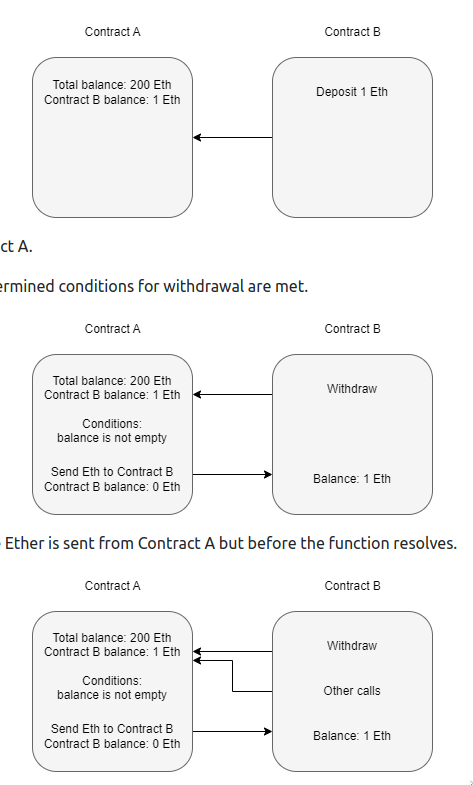 Contract A
Contract B
Total balance: 200 Eth
Contract B balance: 1 Eth
Deposit 1 Eth
ct A.
ermined conditions for withdrawal are met.
Contract A
Contract B
Total balance: 200 Eth
Contract B balance: 1 Eth
Withdraw
Conditions:
balance is not empty
Send Eth to Contract B
Contract B balance: 0 Eth
Balance: 1 Eth
Ether is sent from Contract A but before the function resolves.
Contract A
Contract B
Total balance: 200 Eth
Contract B balance: 1 Eth
Withdraw
Conditions:
balance is not empty
Other calls
Send Eth to Contract B
Contract B balance: 0 Eth
Balance: 1 Eth